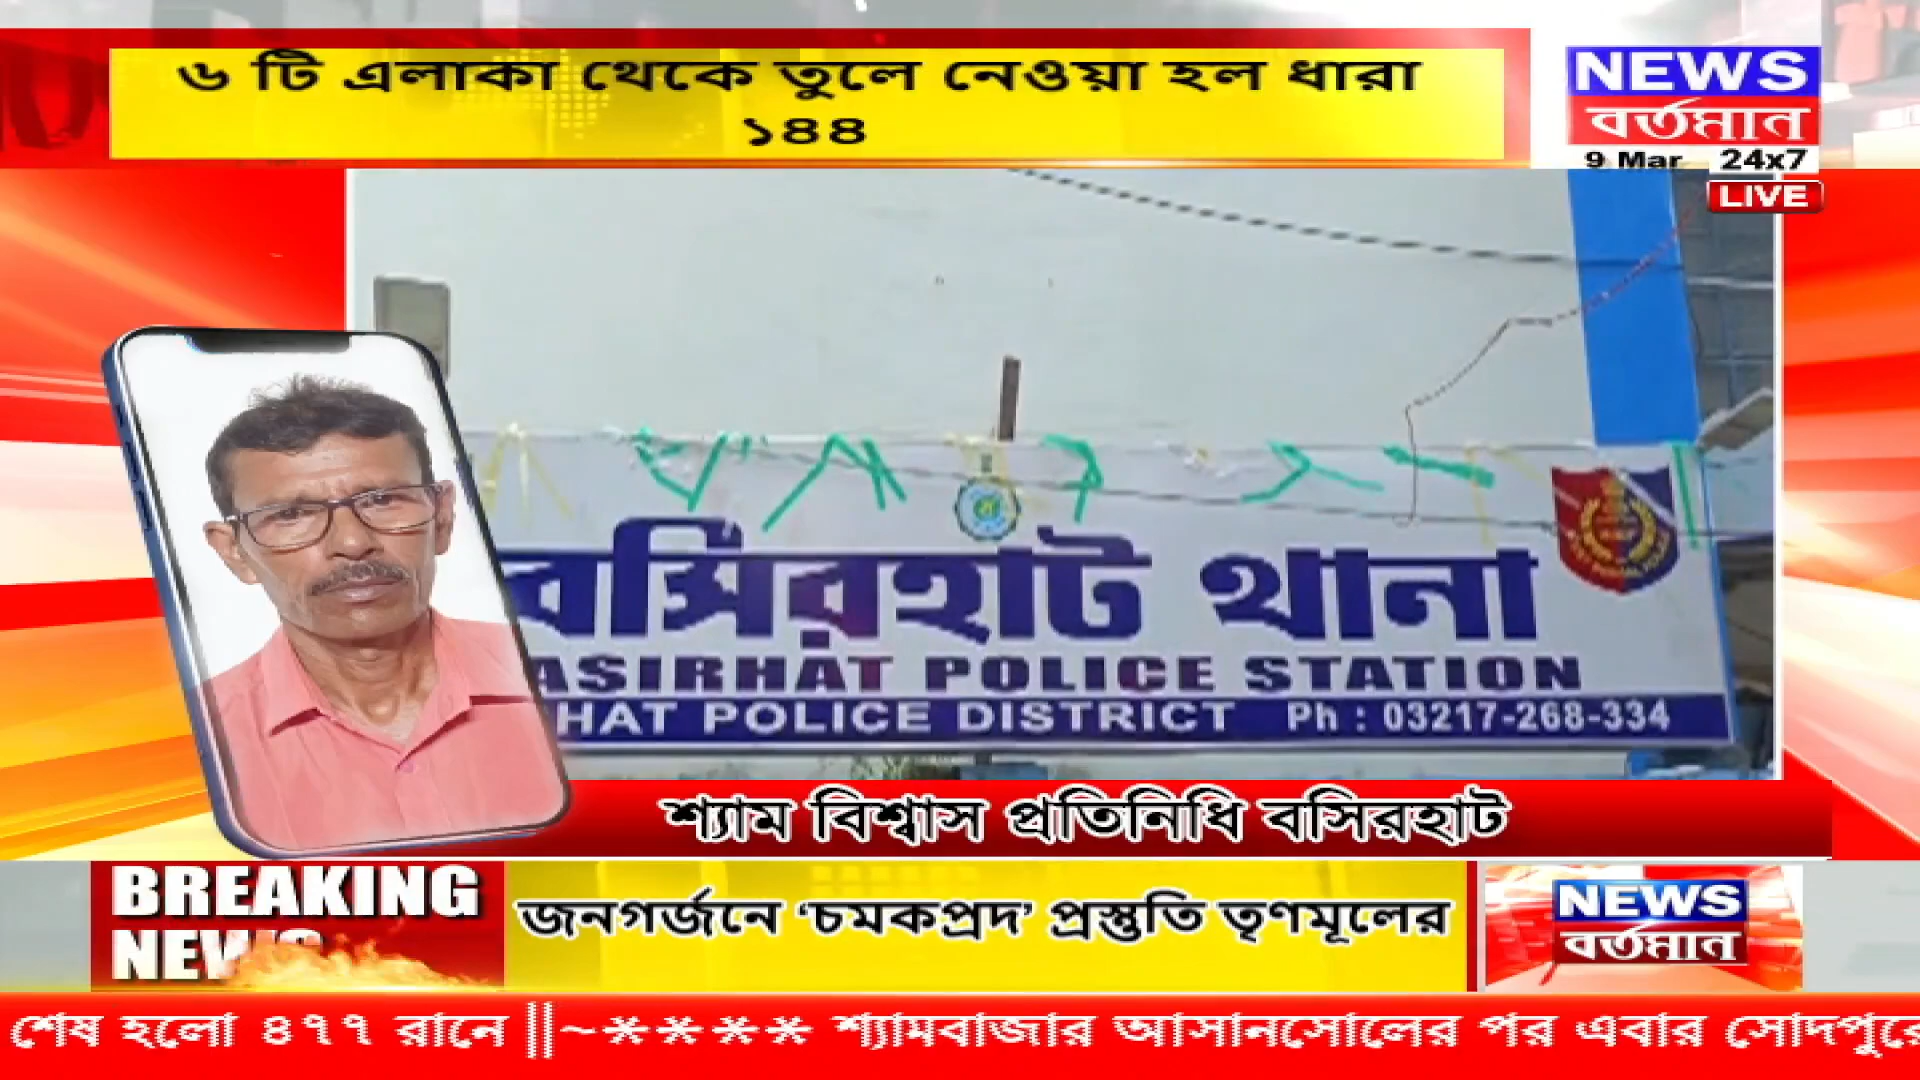 ৬ টি এলাকা থেকে তুলে নেওয়া হল ধারা
১৪৪
NEWS
বর্তমান
9 Mar 24x7
LIVE
বসিরহাট থানা
ASIRHAT POLICE STATION
HAT POLICE DISTRICT Ph : 03217-268-334
শ্যাম বিশ্বাস প্রতিনিধি বসিরহাট
BREAKING
NEWS
জনগর্জনে ‘চমকপ্রদ’ প্রস্তুতি তৃণমূলের
NEWS
বর্তমান
শেষ হলো ৪৭৭ রানে ||~**** শ্যামবাজার আসানসোলের পর এবার সোদপুরে